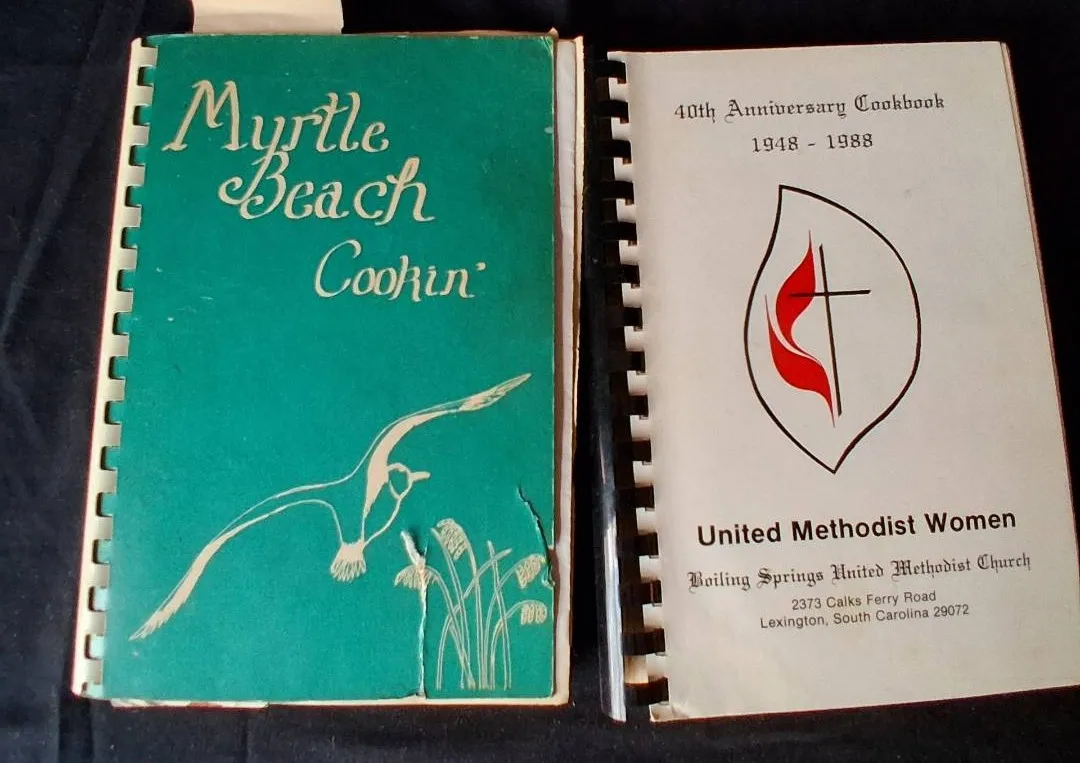 Myrtle
Beach
Cookin'
40th Anniversary Cookbook
1948 - 1988
United Methodist Women
Boiling Springs United Methodist Church
2373 Calks Ferry Road
Lexington, South Carolina 29072